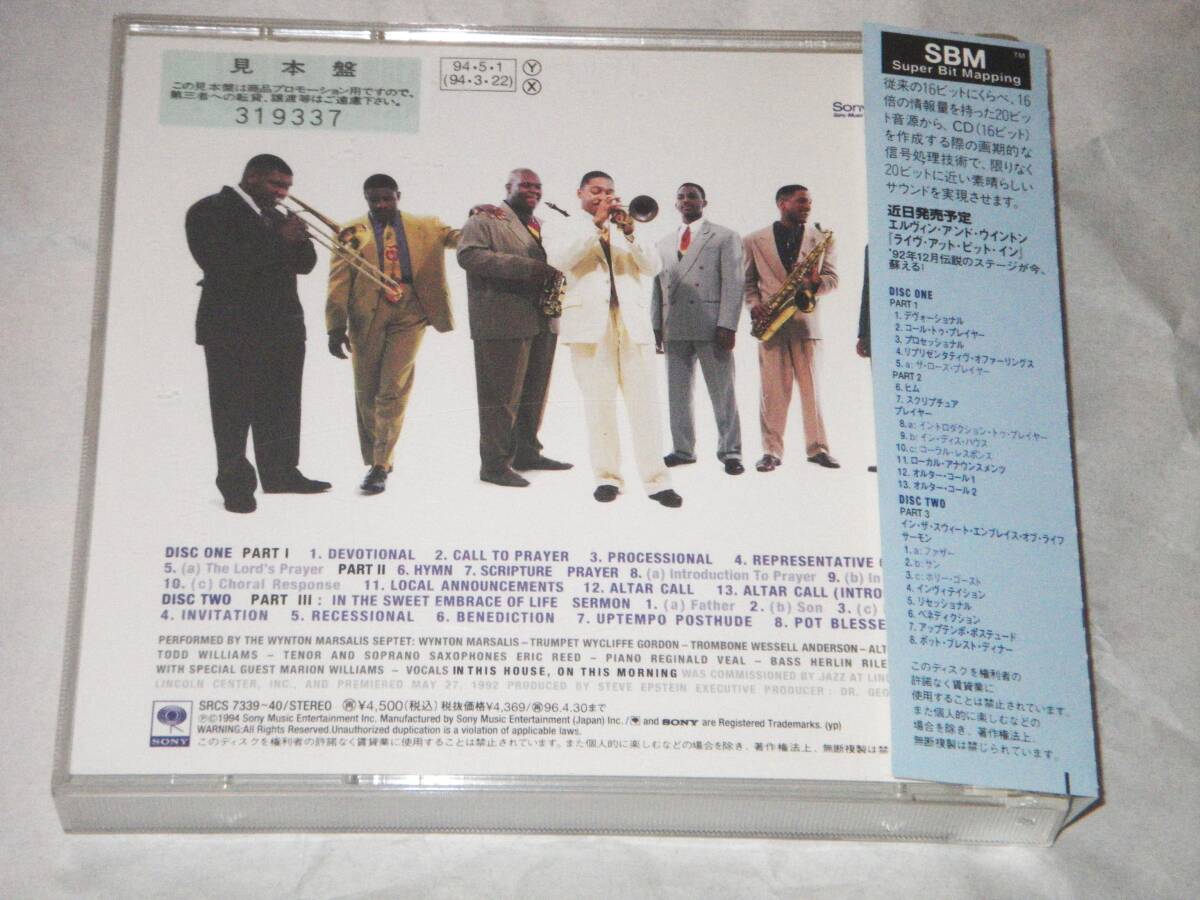 見本盤
この見本盤は商品プロモーション用ですので、
第三者への転貸、譲渡等はご遠慮下さい。
319337
94・5・1 Ⓨ
(94・3・22) Ⓧ
Sony
DISC ONE PART I 1. DEVOTIONAL 2. CALL TO PRAYER 3. PROCESSIONAL 4. REPRESENTATIVE
5. (a) The Lord's Prayer PART II 6. HYMN 7. SCRIPTURE PRAYER 8. (a) Introduction To Prayer 9. (b) In
10. (c) Choral Response 11. LOCAL ANNOUNCEMENTS 12. ALTAR CALL 13. ALTAR CALL (INTRO
DISC TWO PART III : IN THE SWEET EMBRACE OF LIFE SERMON 1. (a) Father 2. (b) Son 3. (c)
4. INVITATION 5. RECESSIONAL 6. BENEDICTION 7. UPTEMPO POSTHUDE 8. POT BLESSE
PERFORMED BY THE WYNTON MARSALIS SEPTET: WYNTON MARSALIS – TRUMPET WYCLIFFE GORDON – TROMBONE WESSELL ANDERSON – ALT
TODD WILLIAMS – TENOR AND SOPRANO SAXOPHONES ERIC REED – PIANO REGINALD VEAL – BASS HERLIN RILE
WITH SPECIAL GUEST MARION WILLIAMS – VOCALS IN THIS HOUSE, ON THIS MORNING WAS COMMISSIONED BY JAZZ AT LINC
LINCOLN CENTER, INC., AND PREMIERED MAY 27, 1992 PRODUCED BY STEVE EPSTEIN EXECUTIVE PRODUCER : DR. GEO
SONY
SRCS 7339~40/STEREO ¥4,500(税込) 税抜価格¥4,369/96.4.30まで
ⓅⒸ1994 Sony Music Entertainment Inc. Manufactured by Sony Music Entertainment (Japan) Inc. / and SONY are Registered Trademarks. (yp)
WARNING:All Rights Reserved.Unauthorized duplication is a violation of applicable laws.
このディスクを権利者の許諾なく賃貸業に使用することは禁止されています。また個人的に楽しむなどの場合を除き、著作権法上、無断複製は禁
SBM™
Super Bit Mapping
従来の16ビットにくらべ、16
倍の情報量を持った20ビッ
ト音源から、CD(16ビット)
を作成する際の画期的な
信号処理技術で、限りなく
20ビットに近い素晴らしい
サウンドを実現させます。
近日発売予定
エルヴィン・アンド・ウイントン
「ライヴ・アット・ピット・イン」
'92年12月伝説のステージが今、
蘇える!
DISC ONE
PART 1
1. デヴォーショナル
2. コール・トゥ・プレイヤー
3. プロセッショナル
4. リプリゼンタティヴ・オファーリングス
5. a: ザ・ローズ・プレイヤー
PART 2
6. ヒム
7. スクリプチュア
プレイヤー
8. a: イントロダクション・トゥ・プレイヤー
9. b: イン・ディス・ハウス
10. c: コーラル・レスポンス
11. ローカル・アナウンスメンツ
12. オルター・コール1
13. オルター・コール2
DISC TWO
PART 3
イン・ザ・スウィート・エンブレイス・オブ・ライフ
サーモン
1. a: ファザー
2. b: サン
3. c: ホリー・ゴースト
4. インヴィテイション
5. リセッショナル
6. ベネディクション
7. アップテンポ・ポステュード
8. ポット・ブレスト・ディナー
このディスクを権利者の
許諾なく賃貸業に
使用することは禁止されています。
また個人的に楽しむなどの
場合を除き、著作権法上、
無断複製は禁じられています。